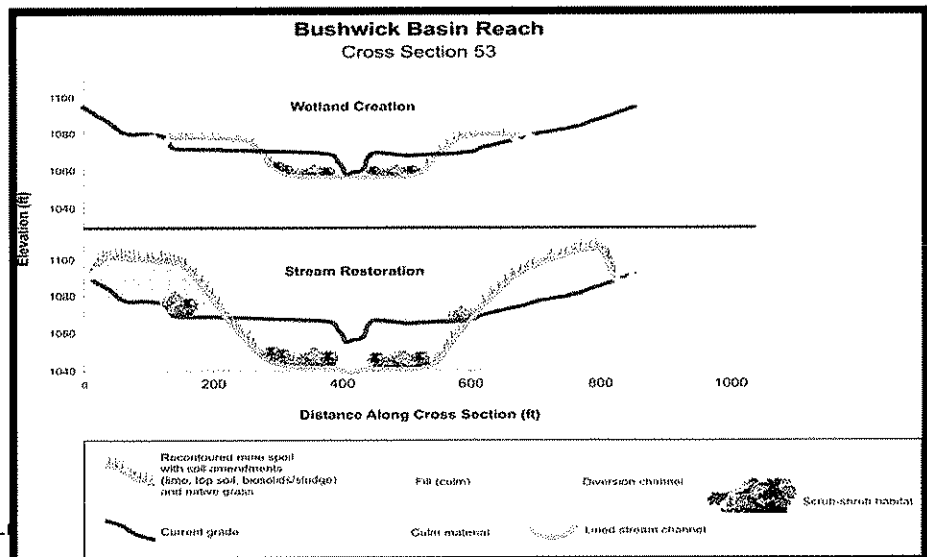 Bushwick Basin Reach
Cross Section 53
Wetland Creation
1100
1080
1060
1040
Elevation (ft)
Stream Restoration
1100
1080
1060
1040
0
200
400
600
800
1000
Distance Along Cross Section (ft)
Recontoured mine spoil
with soil amendments
(lime, top soil, biosolids/sludge)
and native grass
Fill (culm)
Diversion channel
Scrub-shrub habitat
Current grade
Culm material
Lined stream channel